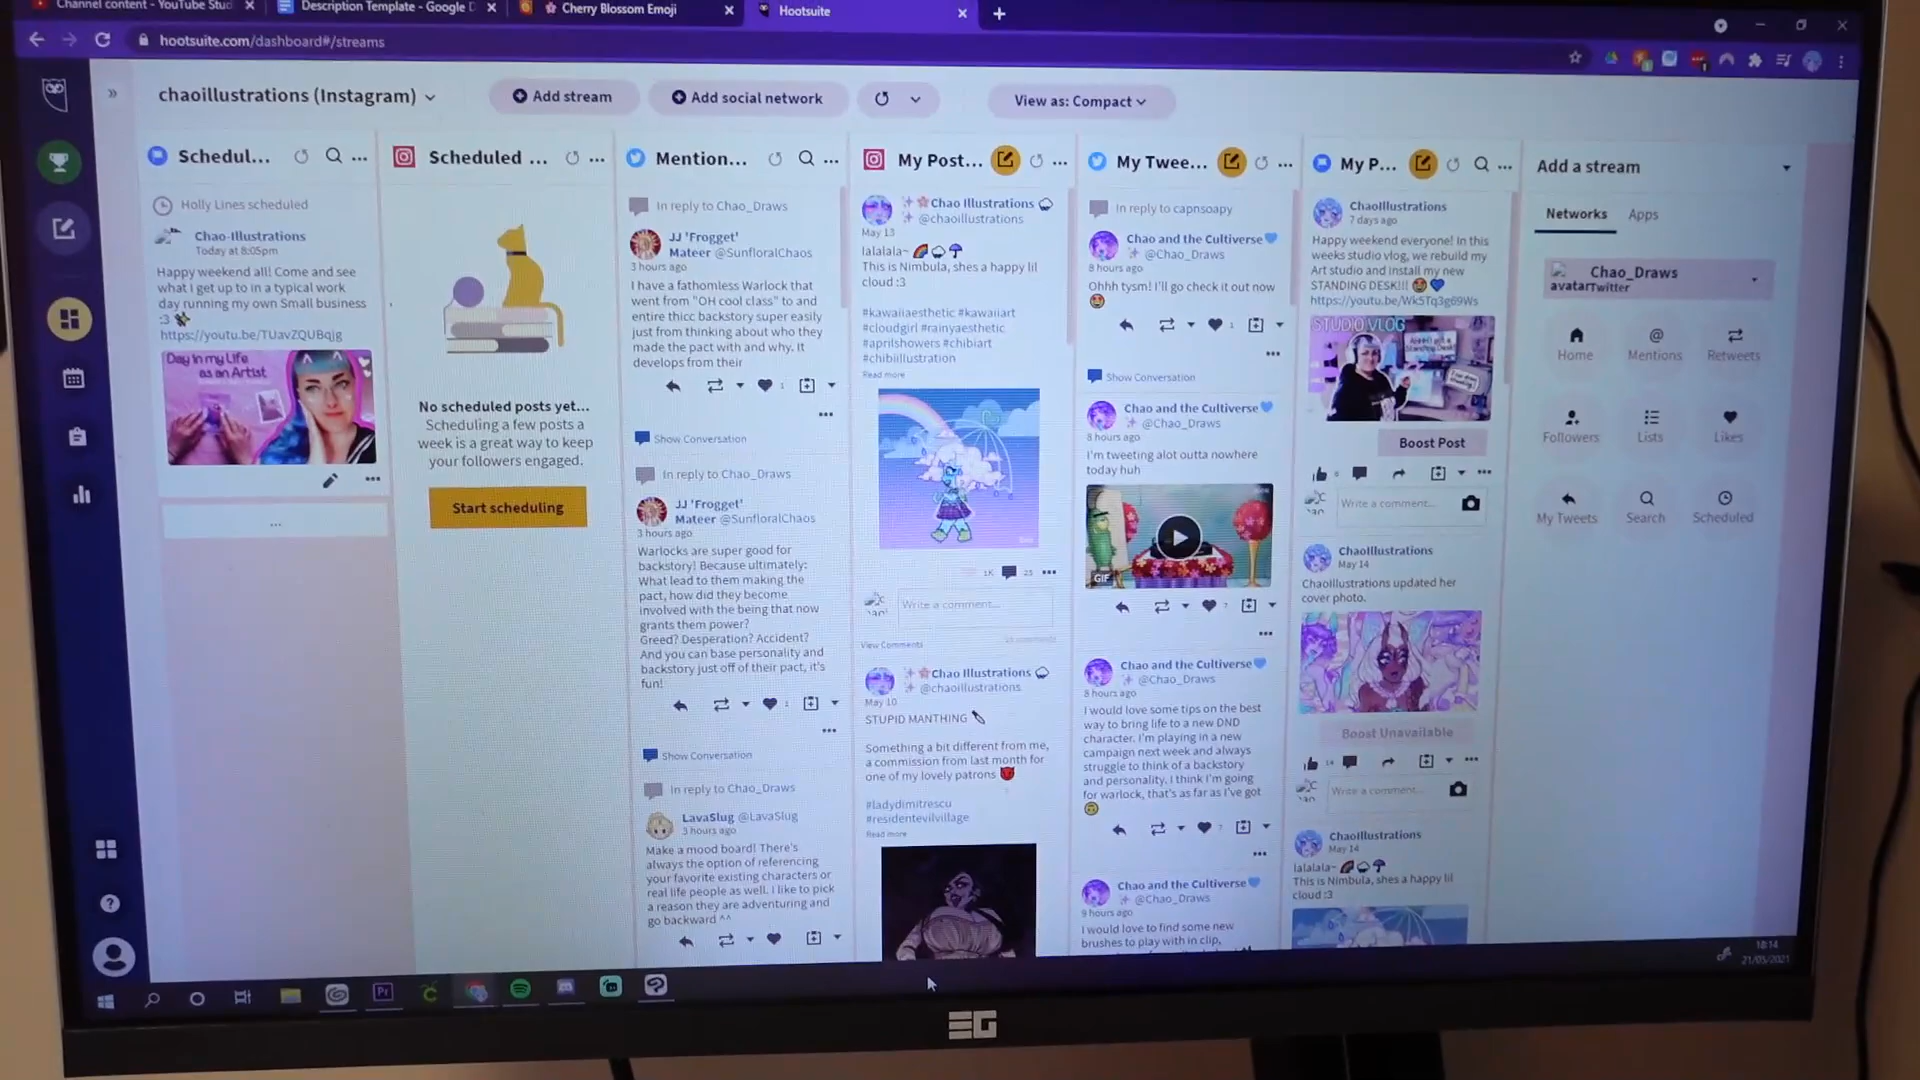 Channel content - YouTube Stud
Description Template - Google D
Cherry Blossom Emoji
Hootsuite
hootsuite.com/dashboard#/streams
chaoillustrations (Instagram)
Add stream
Add social network
View as: Compact
Schedul...
Holly Lines scheduled
Chao-Illustrations
Today at 8:05pm
Happy weekend all! Come and see
what I get up to in a typical work
day running my own Small business
:3
https://youtu.be/TUavZQUBqjg
Day in my Life
as an Artist
...
Scheduled ...
No scheduled posts yet...
Scheduling a few posts a
week is a great way to keep
your followers engaged.
Start scheduling
Mention...
In reply to Chao_Draws
JJ 'Frogget'
Mateer @SunfloralChaos
3 hours ago
I have a fathomless Warlock that
went from "OH cool class" to and
entire thicc backstory super easily
just from thinking about who they
made the pact with and why. It
develops from their
1
Show Conversation
In reply to Chao_Draws
JJ 'Frogget'
Mateer @SunfloralChaos
3 hours ago
Warlocks are super good for
backstory! Because ultimately:
What lead to them making the
pact, how did they become
involved with the being that now
grants them power?
Greed? Desperation? Accident?
And you can base personality and
backstory just off of their pact, it's
fun!
Show Conversation
In reply to Chao_Draws
LavaSlug @LavaSlug
3 hours ago
Make a mood board! There's
always the option of referencing
your favorite existing characters or
real life people as well. I like to pick
a reason they are adventuring and
go backward ^^
My Post...
Chao Illustrations
@chaoillustrations
May 13
lalalala~
This is Nimbula, shes a happy lil
cloud :3
#kawaiiaesthetic #kawaiiart
#cloudgirl #rainyaesthetic
#aprilshowers #chibiart
#chibiillustration
Read more
1K 23
Write a comment...
View Comments
Chao Illustrations
@chaoillustrations
May 10
STUPID MANTHING
Something a bit different from me,
a commission from last month for
one of my lovely patrons
#ladydimitrescu
#residentevilvillage
Read more
My Twee...
In reply to capnsoapy
Chao and the Cultiverse
@Chao_Draws
8 hours ago
Ohhh tysm! I'll go check it out now
1
Show Conversation
Chao and the Cultiverse
@Chao_Draws
8 hours ago
I'm tweeting alot outta nowhere
today huh
GIF
7
Chao and the Cultiverse
@Chao_Draws
8 hours ago
I would love some tips on the best
way to bring life to a new DND
character. I'm playing in a new
campaign next week and always
struggle to think of a backstory
and personality. I think I'm going
for warlock, that's as far as I've got
7
Chao and the Cultiverse
@Chao_Draws
9 hours ago
I would love to find some new
brushes to play with in clip,
My P...
ChaoIllustrations
7 days ago
Happy weekend everyone! In this
weeks studio vlog, we rebuild my
Art studio and install my new
STANDING DESK!!!
https://youtu.be/Wk5Tq3g69Ws
STUDIO VLOG
Boost Post
Write a comment...
ChaoIllustrations
May 14
ChaoIllustrations updated her
cover photo.
Boost Unavailable
14
Write a comment...
ChaoIllustrations
May 14
lalalala~
This is Nimbula, shes a happy lil
cloud :3
Add a stream
Networks
Apps
Chao_Draws
avatar Twitter
Home
Mentions
Retweets
Followers
Lists
Likes
My Tweets
Search
Scheduled
Pr
18:14
21/05/2021
EG